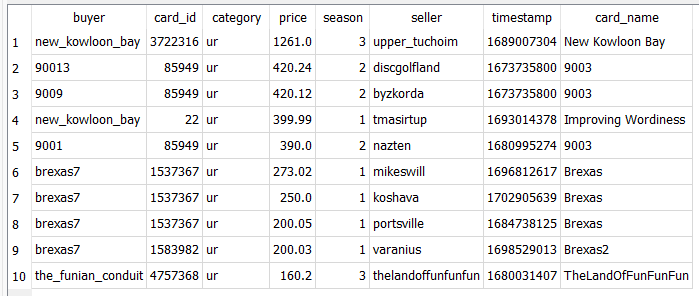 buyer card_id category price season seller timestamp card_name
1 new_kowloon_bay 3722316 ur 1261.0 3 upper_tuchoim 1689007304 New Kowloon Bay
2 90013 85949 ur 420.24 2 discgolfland 1673735800 9003
3 9009 85949 ur 420.12 2 byzkorda 1673735800 9003
4 new_kowloon_bay 22 ur 399.99 1 tmasirtup 1693014378 Improving Wordiness
5 9001 85949 ur 390.0 2 nazten 1680995274 9003
6 brexas7 1537367 ur 273.02 1 mikeswill 1696812617 Brexas
7 brexas7 1537367 ur 250.0 1 koshava 1702905639 Brexas
8 brexas7 1537367 ur 200.05 1 portsville 1684738125 Brexas
9 brexas7 1583982 ur 200.03 1 varanius 1698529013 Brexas2
10 the_funian_conduit 4757368 ur 160.2 3 thelandoffunfunfun 1680031407 TheLandOfFunFunFun